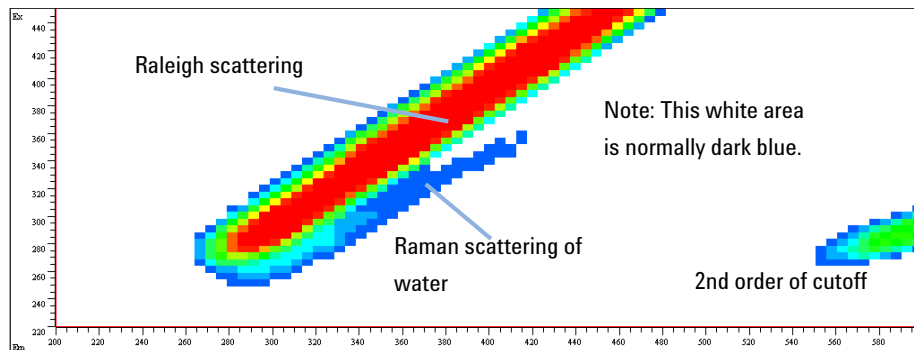 Ex
440
420
400
380
360
340
320
300
280
260
240
220
Raleigh scattering
Note: This white area
is normally dark blue.
Raman scattering of
water
2nd order of cutoff
Em
200 220 240 260 280 300 320 340 360 380 400 420 440 460 480 500 520 540 560 580